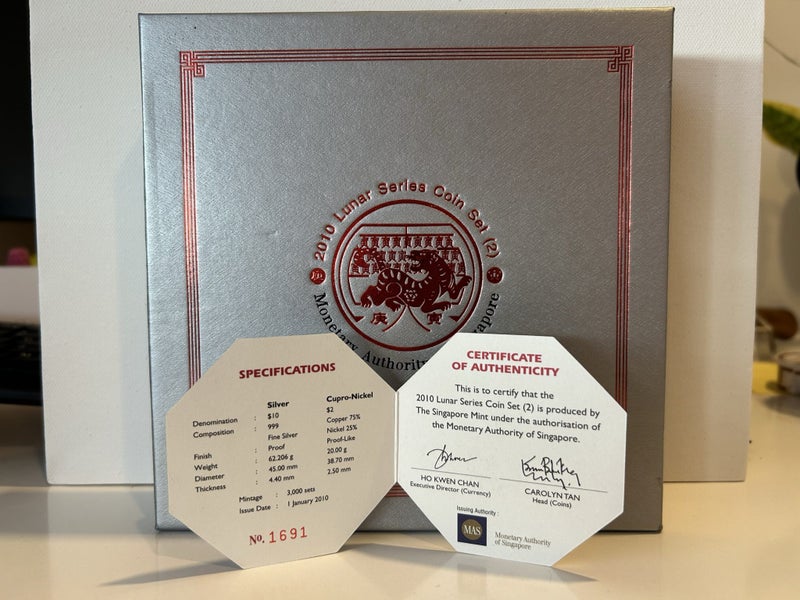 2010 Lunar Series Coin Set (2)
庚 寅
Monetary Authority
SPECIFICATIONS
Silver Cupro-Nickel
Denomination : $10 $2
Composition : 999 Copper 75%
Fine Silver Nickel 25%
Finish : Proof Proof-Like
Weight : 62.206 g 20.00 g
Diameter : 45.00 mm 38.70 mm
Thickness : 4.40 mm 2.50 mm
Mintage : 3,000 sets
Issue Date : 1 January 2010
No. 1691
CERTIFICATE
OF AUTHENTICITY
This is to certify that the
2010 Lunar Series Coin Set (2) is produced by
The Singapore Mint under the authorisation of
the Monetary Authority of Singapore.
HO KWEN CHAN
Executive Director (Currency)
CAROLYN TAN
Head (Coins)
Issuing Authority :
MAS
Monetary Authority
of Singapore